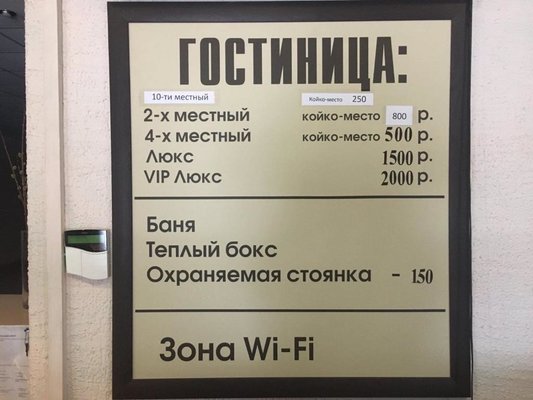 ГОСТИНИЦА:
10-ти местный Койко-место 250
2-х местный койко-место 800 р.
4-х местный койко-место 500 р.
Люкс 1500 р.
VIP Люкс 2000 р.
Баня
Теплый бокс
Охраняемая стоянка - 150
Зона Wi-Fi